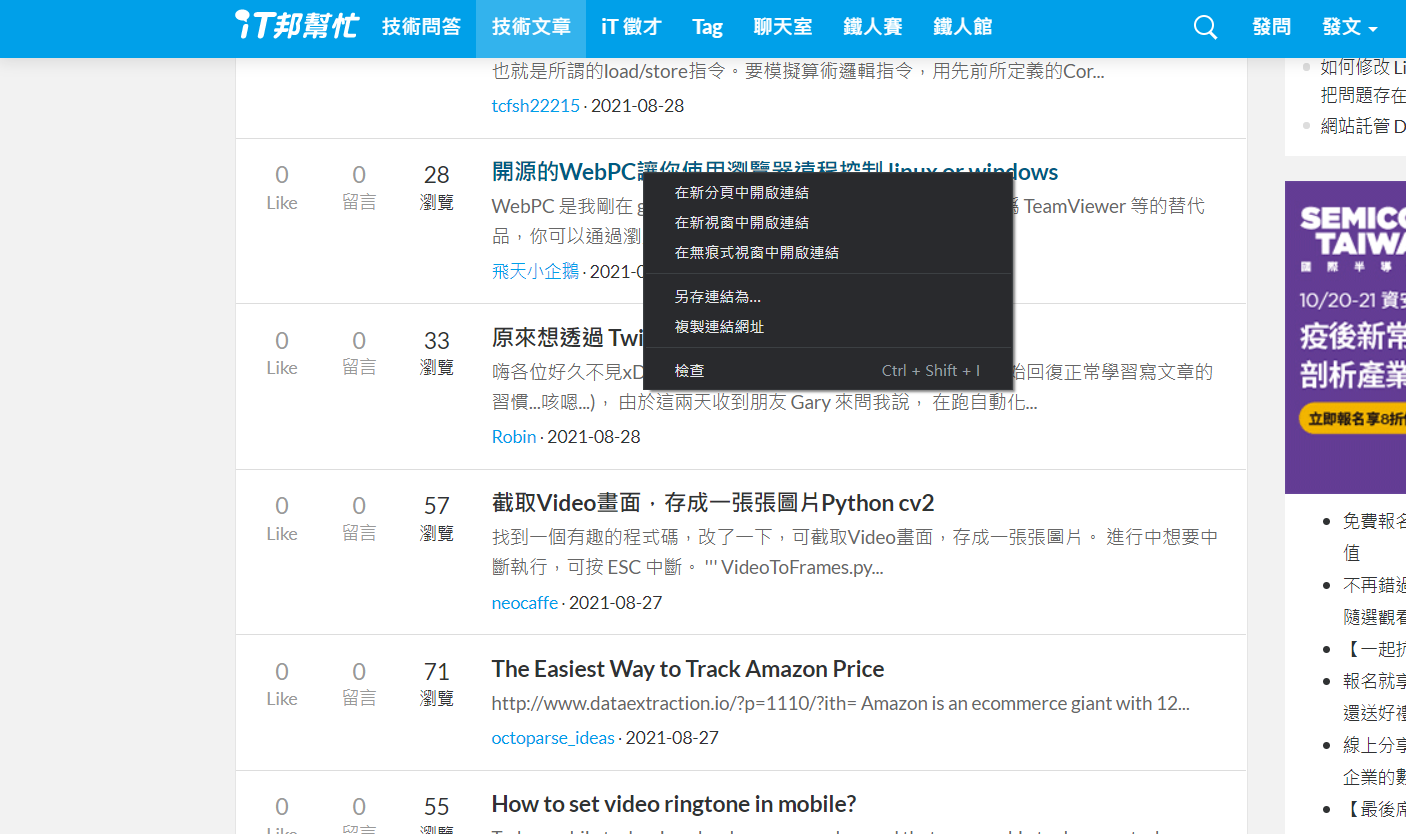 iT邦幫忙 技術問答 技術文章 iT 徵才 Tag 聊天室 鐵人賽 鐵人館 發問 發文
也就是所謂的load/store指令。要模擬算術邏輯指令，用先前所定義的Cor...
tcfsh22215 · 2021-08-28
0 0 28
Like 留言 瀏覽
開源的WebPC讓你使用瀏覽器遠程控制 linux or windows
WebPC 是我剛在 TeamViewer 等的替代
品，你可以通過瀏
飛天小企鵝 · 2021-0
在新分頁中開啟連結
在新視窗中開啟連結
在無痕式視窗中開啟連結
另存連結為...
複製連結網址
檢查 Ctrl + Shift + I
0 0 33
Like 留言 瀏覽
原來想透過 Twi
嗨各位好久不見xD 回復正常學習寫文章的
習慣...咳嗯...)， 由於這兩天收到朋友 Gary 來問我說， 在跑自動化...
Robin · 2021-08-28
0 0 57
Like 留言 瀏覽
截取Video畫面．存成一張張圖片Python cv2
找到一個有趣的程式碼，改了一下，可截取Video畫面，存成一張張圖片。 進行中想要中
斷執行，可按 ESC 中斷。 ''' VideoToFrames.py...
neocaffe · 2021-08-27
0 0 71
Like 留言 瀏覽
The Easiest Way to Track Amazon Price
http://www.dataextraction.io/?p=1110/?ith= Amazon is an ecommerce giant with 12...
octoparse_ideas · 2021-08-27
0 0 55
Like 留言 瀏覽
How to set video ringtone in mobile?
如何修改 Li
把問題存在
網站託管 D
SEMICO
TAIWA
國際半導
10/20-21 資安
疫後新常
剖析產業
立即報名享8折
免費報名
值
不再錯過
隨選觀看
【一起折
報名就享
還送好禮
線上分享
企業的數
【最後席